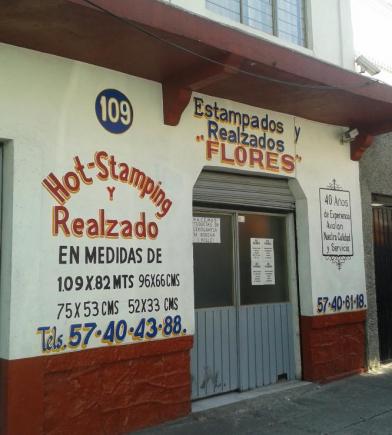 109
Estampados y
Realzados
"FLORES"
Hot-Stamping
Y
Realzado
EN MEDIDAS DE
1.09 X 82 MTS 96X66 CMS
75 X 53 CMS 52X33 CMS
Tels. 57-40-43-88.
40 Años
de Experiencia
Avalan
Nuestra Calidad
y Servicio
57-40-61-18.